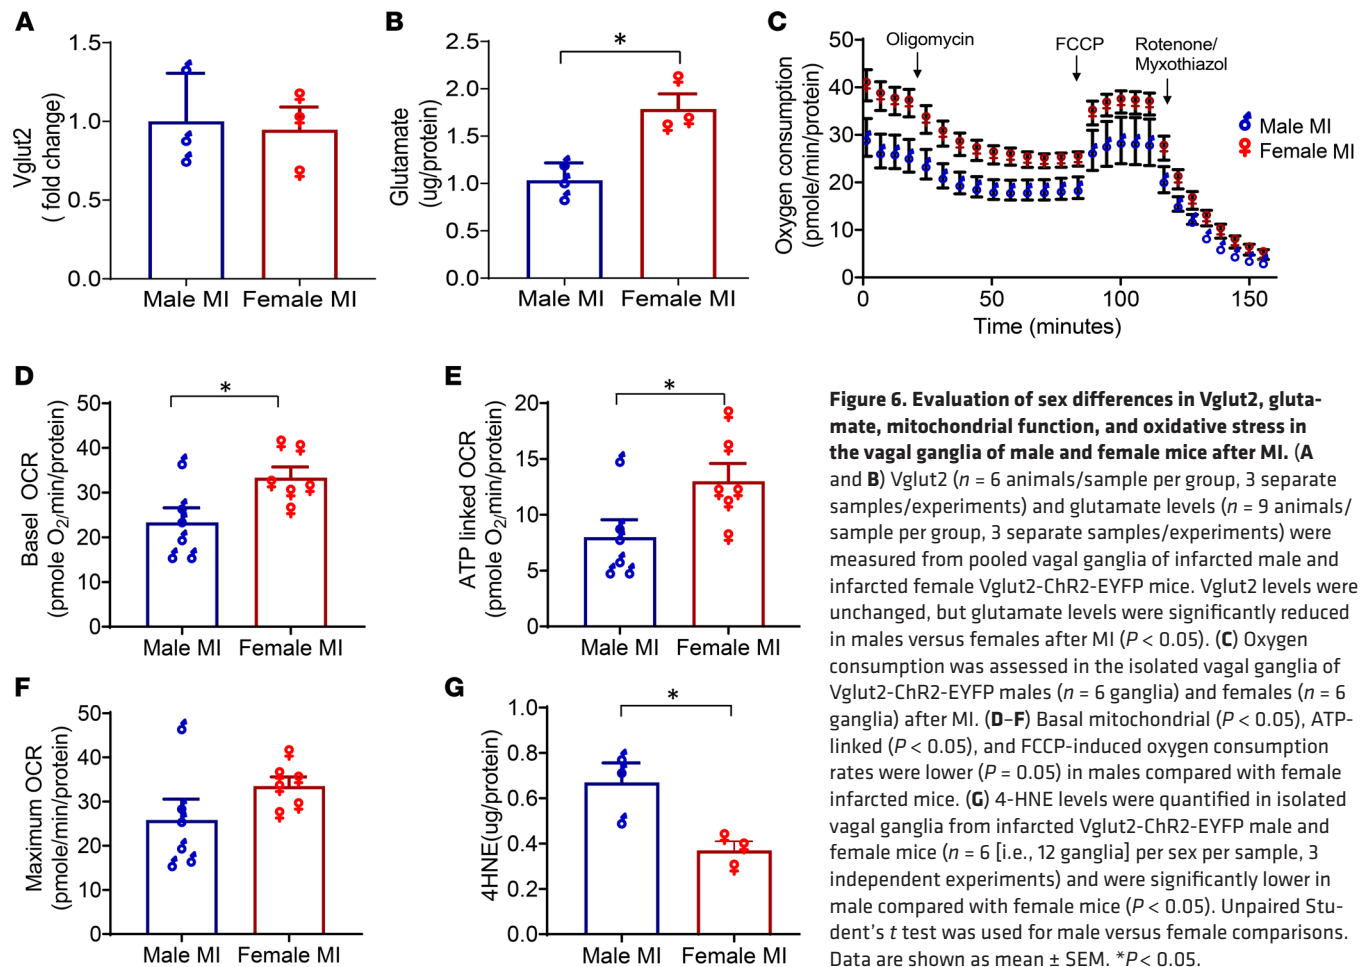 A
1.5
1.0
0.5
0.0
Vglut2
( fold change)
Male MI Female MI
B
*
2.5
2.0
1.5
1.0
0.5
0.0
Glutamate
(ug/protein)
Male MI Female MI
C
50
40
30
20
10
0
Oxygen consumption
(pmole/min/protein)
Oligomycin
FCCP
Rotenone/
Myxothiazol
Male MI
Female MI
0 50 100 150
Time (minutes)
D
*
50
40
30
20
10
0
Basel OCR
(pmole O2/min/protein)
Male MI Female MI
E
*
20
15
10
5
0
ATP linked OCR
(pmole O2/min/protein)
Male MI Female MI
F
50
40
30
20
10
0
Maximum OCR
(pmole/min/protein)
Male MI Female MI
G
*
1.0
0.8
0.6
0.4
0.2
0.0
4HNE(ug/protein)
Male MI Female MI
Figure 6. Evaluation of sex differences in Vglut2, gluta-
mate, mitochondrial function, and oxidative stress in
the vagal ganglia of male and female mice after MI. (A
and B) Vglut2 (n = 6 animals/sample per group, 3 separate
samples/experiments) and glutamate levels (n = 9 animals/
sample per group, 3 separate samples/experiments) were
measured from pooled vagal ganglia of infarcted male and
infarcted female Vglut2-ChR2-EYFP mice. Vglut2 levels were
unchanged, but glutamate levels were significantly reduced
in males versus females after MI (P < 0.05). (C) Oxygen
consumption was assessed in the isolated vagal ganglia of
Vglut2-ChR2-EYFP males (n = 6 ganglia) and females (n = 6
ganglia) after MI. (D–F) Basal mitochondrial (P < 0.05), ATP-
linked (P < 0.05), and FCCP-induced oxygen consumption
rates were lower (P = 0.05) in males compared with female
infarcted mice. (G) 4-HNE levels were quantified in isolated
vagal ganglia from infarcted Vglut2-ChR2-EYFP male and
female mice (n = 6 [i.e., 12 ganglia] per sex per sample, 3
independent experiments) and were significantly lower in
male compared with female mice (P < 0.05). Unpaired Stu-
dent's t test was used for male versus female comparisons.
Data are shown as mean ± SEM. *P < 0.05.